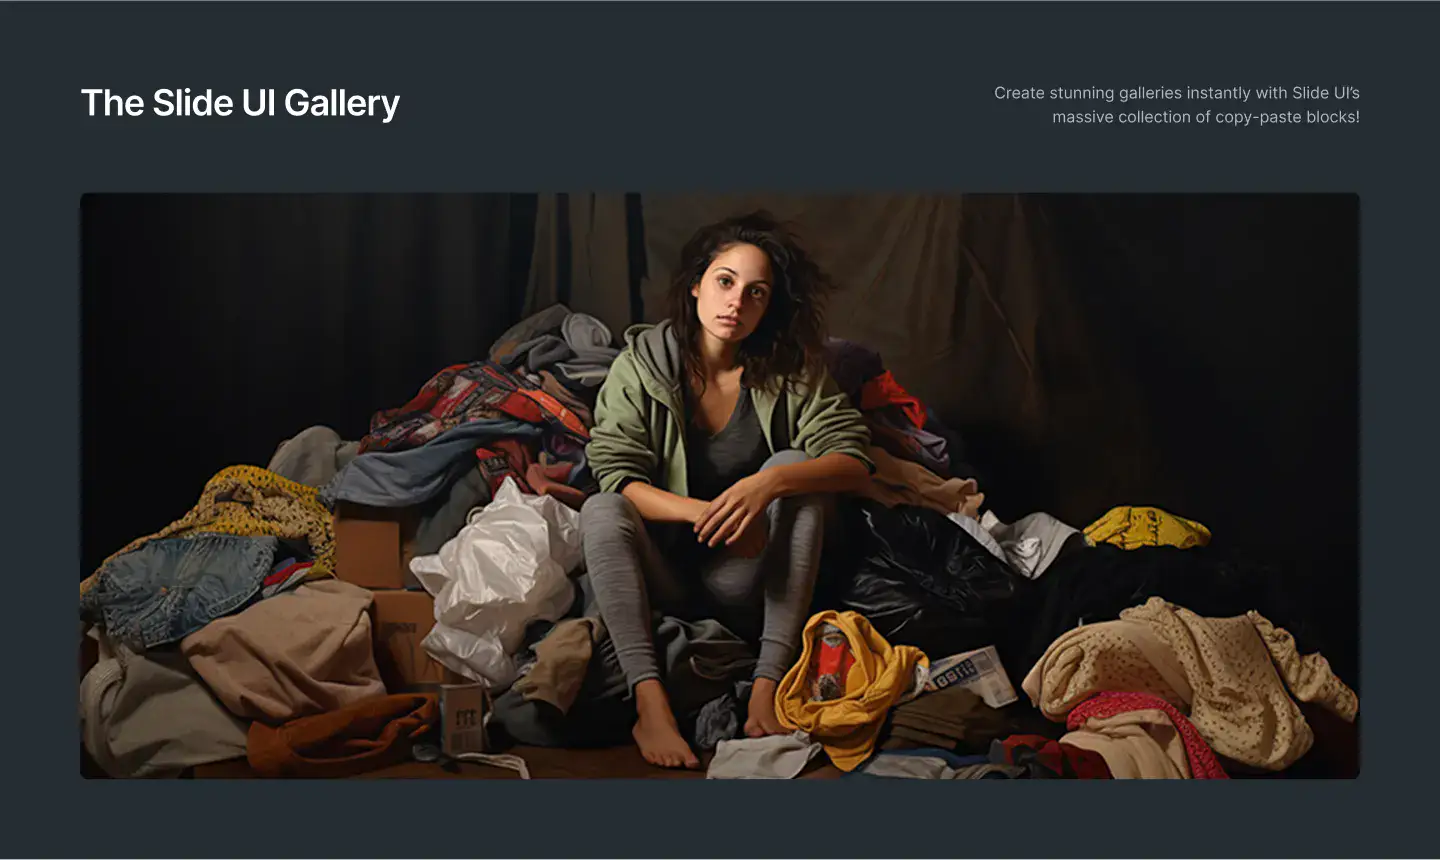 The Slide UI Gallery
Create stunning galleries instantly with Slide UI's
massive collection of copy-paste blocks!